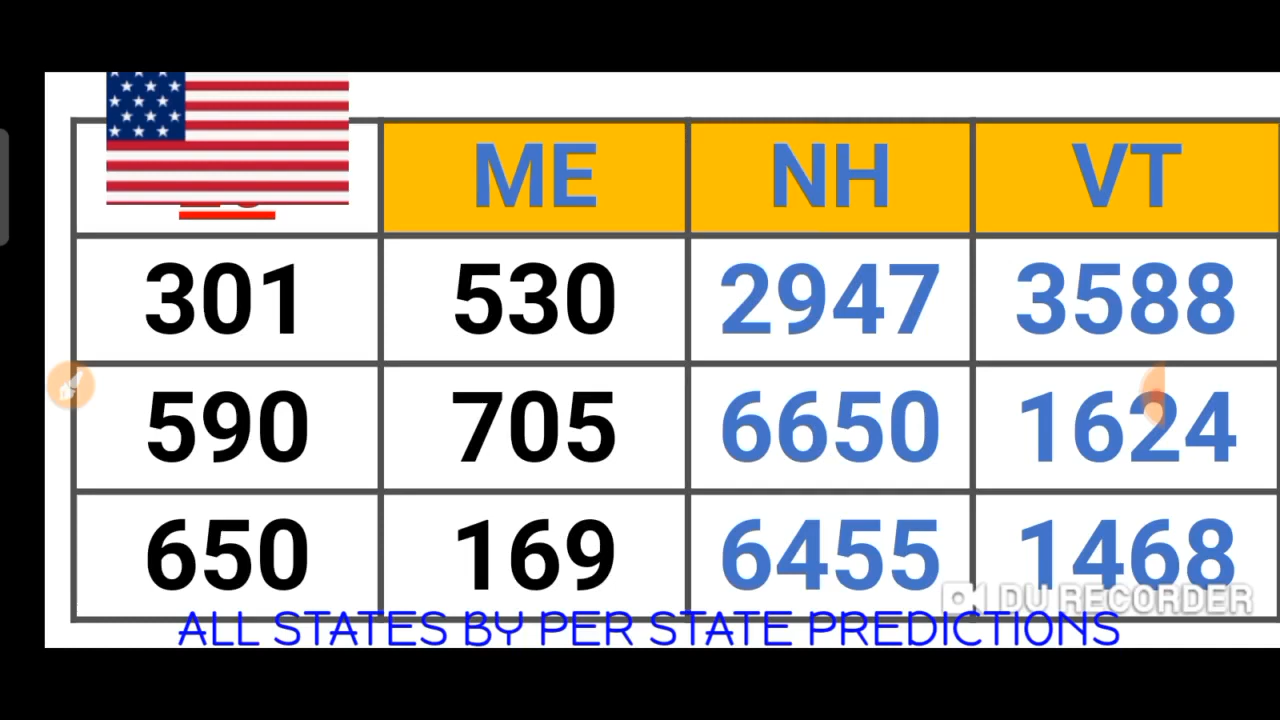 ME NH VT
301 530 2947 3588
590 705 6650 1624
650 169 6455 1468
DU RECORDER
ALL STATES BY PER STATE PREDICTIONS